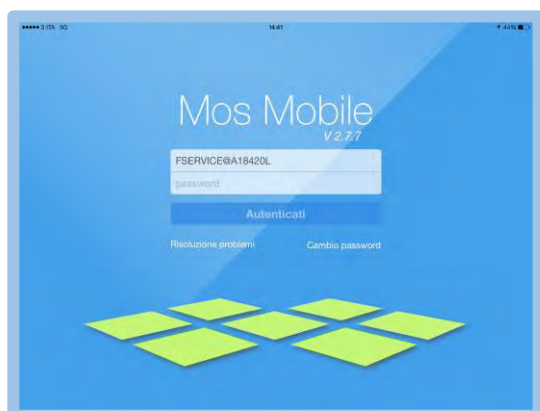 3 ITA 3G 14:41 44%
Mos Mobile
V 2.7.7
FSERVICE@A18420L
password
Autenticati
Risoluzione problemi Cambio password